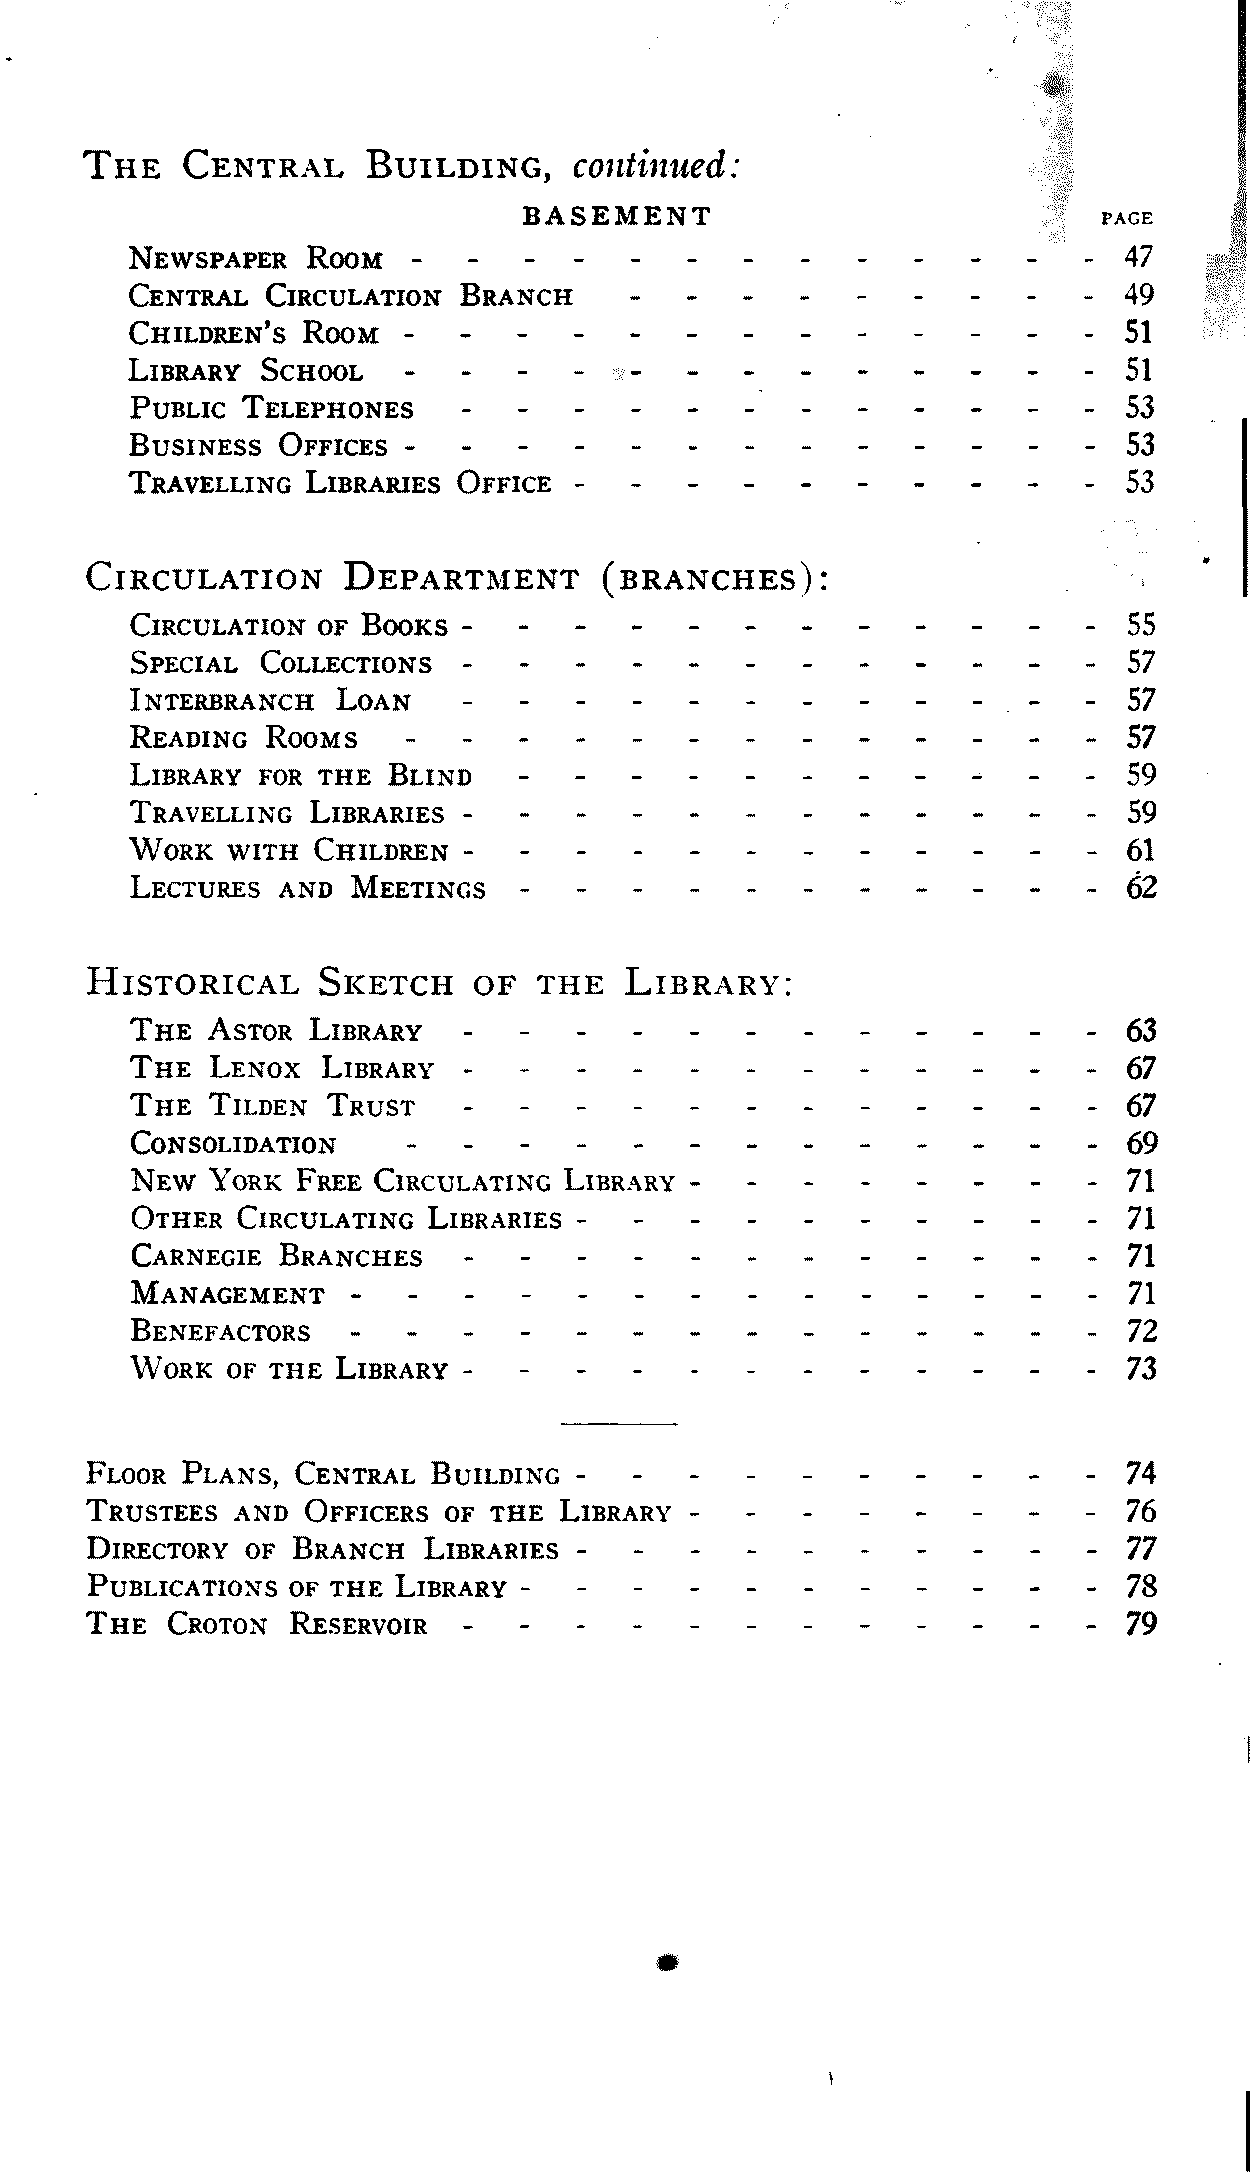 THE CENTRAL BUILDING, continued:
BASEMENT PAGE
NEWSPAPER ROOM - - - - - - - - - - - - - 47
CENTRAL CIRCULATION BRANCH - - - - - - - - - 49
CHILDREN'S ROOM - - - - - - - - - - - - - 51
LIBRARY SCHOOL - - - - - - - - - - - - - 51
PUBLIC TELEPHONES - - - - - - - - - - - - 53
BUSINESS OFFICES - - - - - - - - - - - - - 53
TRAVELLING LIBRARIES OFFICE - - - - - - - - - - 53
CIRCULATION DEPARTMENT (BRANCHES):
CIRCULATION OF BOOKS - - - - - - - - - - - - 55
SPECIAL COLLECTIONS - - - - - - - - - - - - 57
INTERBRANCH LOAN - - - - - - - - - - - - 57
READING ROOMS - - - - - - - - - - - - - 57
LIBRARY FOR THE BLIND - - - - - - - - - - - 59
TRAVELLING LIBRARIES - - - - - - - - - - - - 59
WORK WITH CHILDREN - - - - - - - - - - - - 61
LECTURES AND MEETINGS - - - - - - - - - - - 62
HISTORICAL SKETCH OF THE LIBRARY:
THE ASTOR LIBRARY - - - - - - - - - - - - 63
THE LENOX LIBRARY - - - - - - - - - - - - 67
THE TILDEN TRUST - - - - - - - - - - - - 67
CONSOLIDATION - - - - - - - - - - - - - 69
NEW YORK FREE CIRCULATING LIBRARY - - - - - - - - 71
OTHER CIRCULATING LIBRARIES - - - - - - - - - - 71
CARNEGIE BRANCHES - - - - - - - - - - - - 71
MANAGEMENT - - - - - - - - - - - - - - 71
BENEFACTORS - - - - - - - - - - - - - - 72
WORK OF THE LIBRARY - - - - - - - - - - - - 73
FLOOR PLANS, CENTRAL BUILDING - - - - - - - - - - 74
TRUSTEES AND OFFICERS OF THE LIBRARY - - - - - - - - 76
DIRECTORY OF BRANCH LIBRARIES - - - - - - - - - - 77
PUBLICATIONS OF THE LIBRARY - - - - - - - - - - - 78
THE CROTON RESERVOIR - - - - - - - - - - - - 79